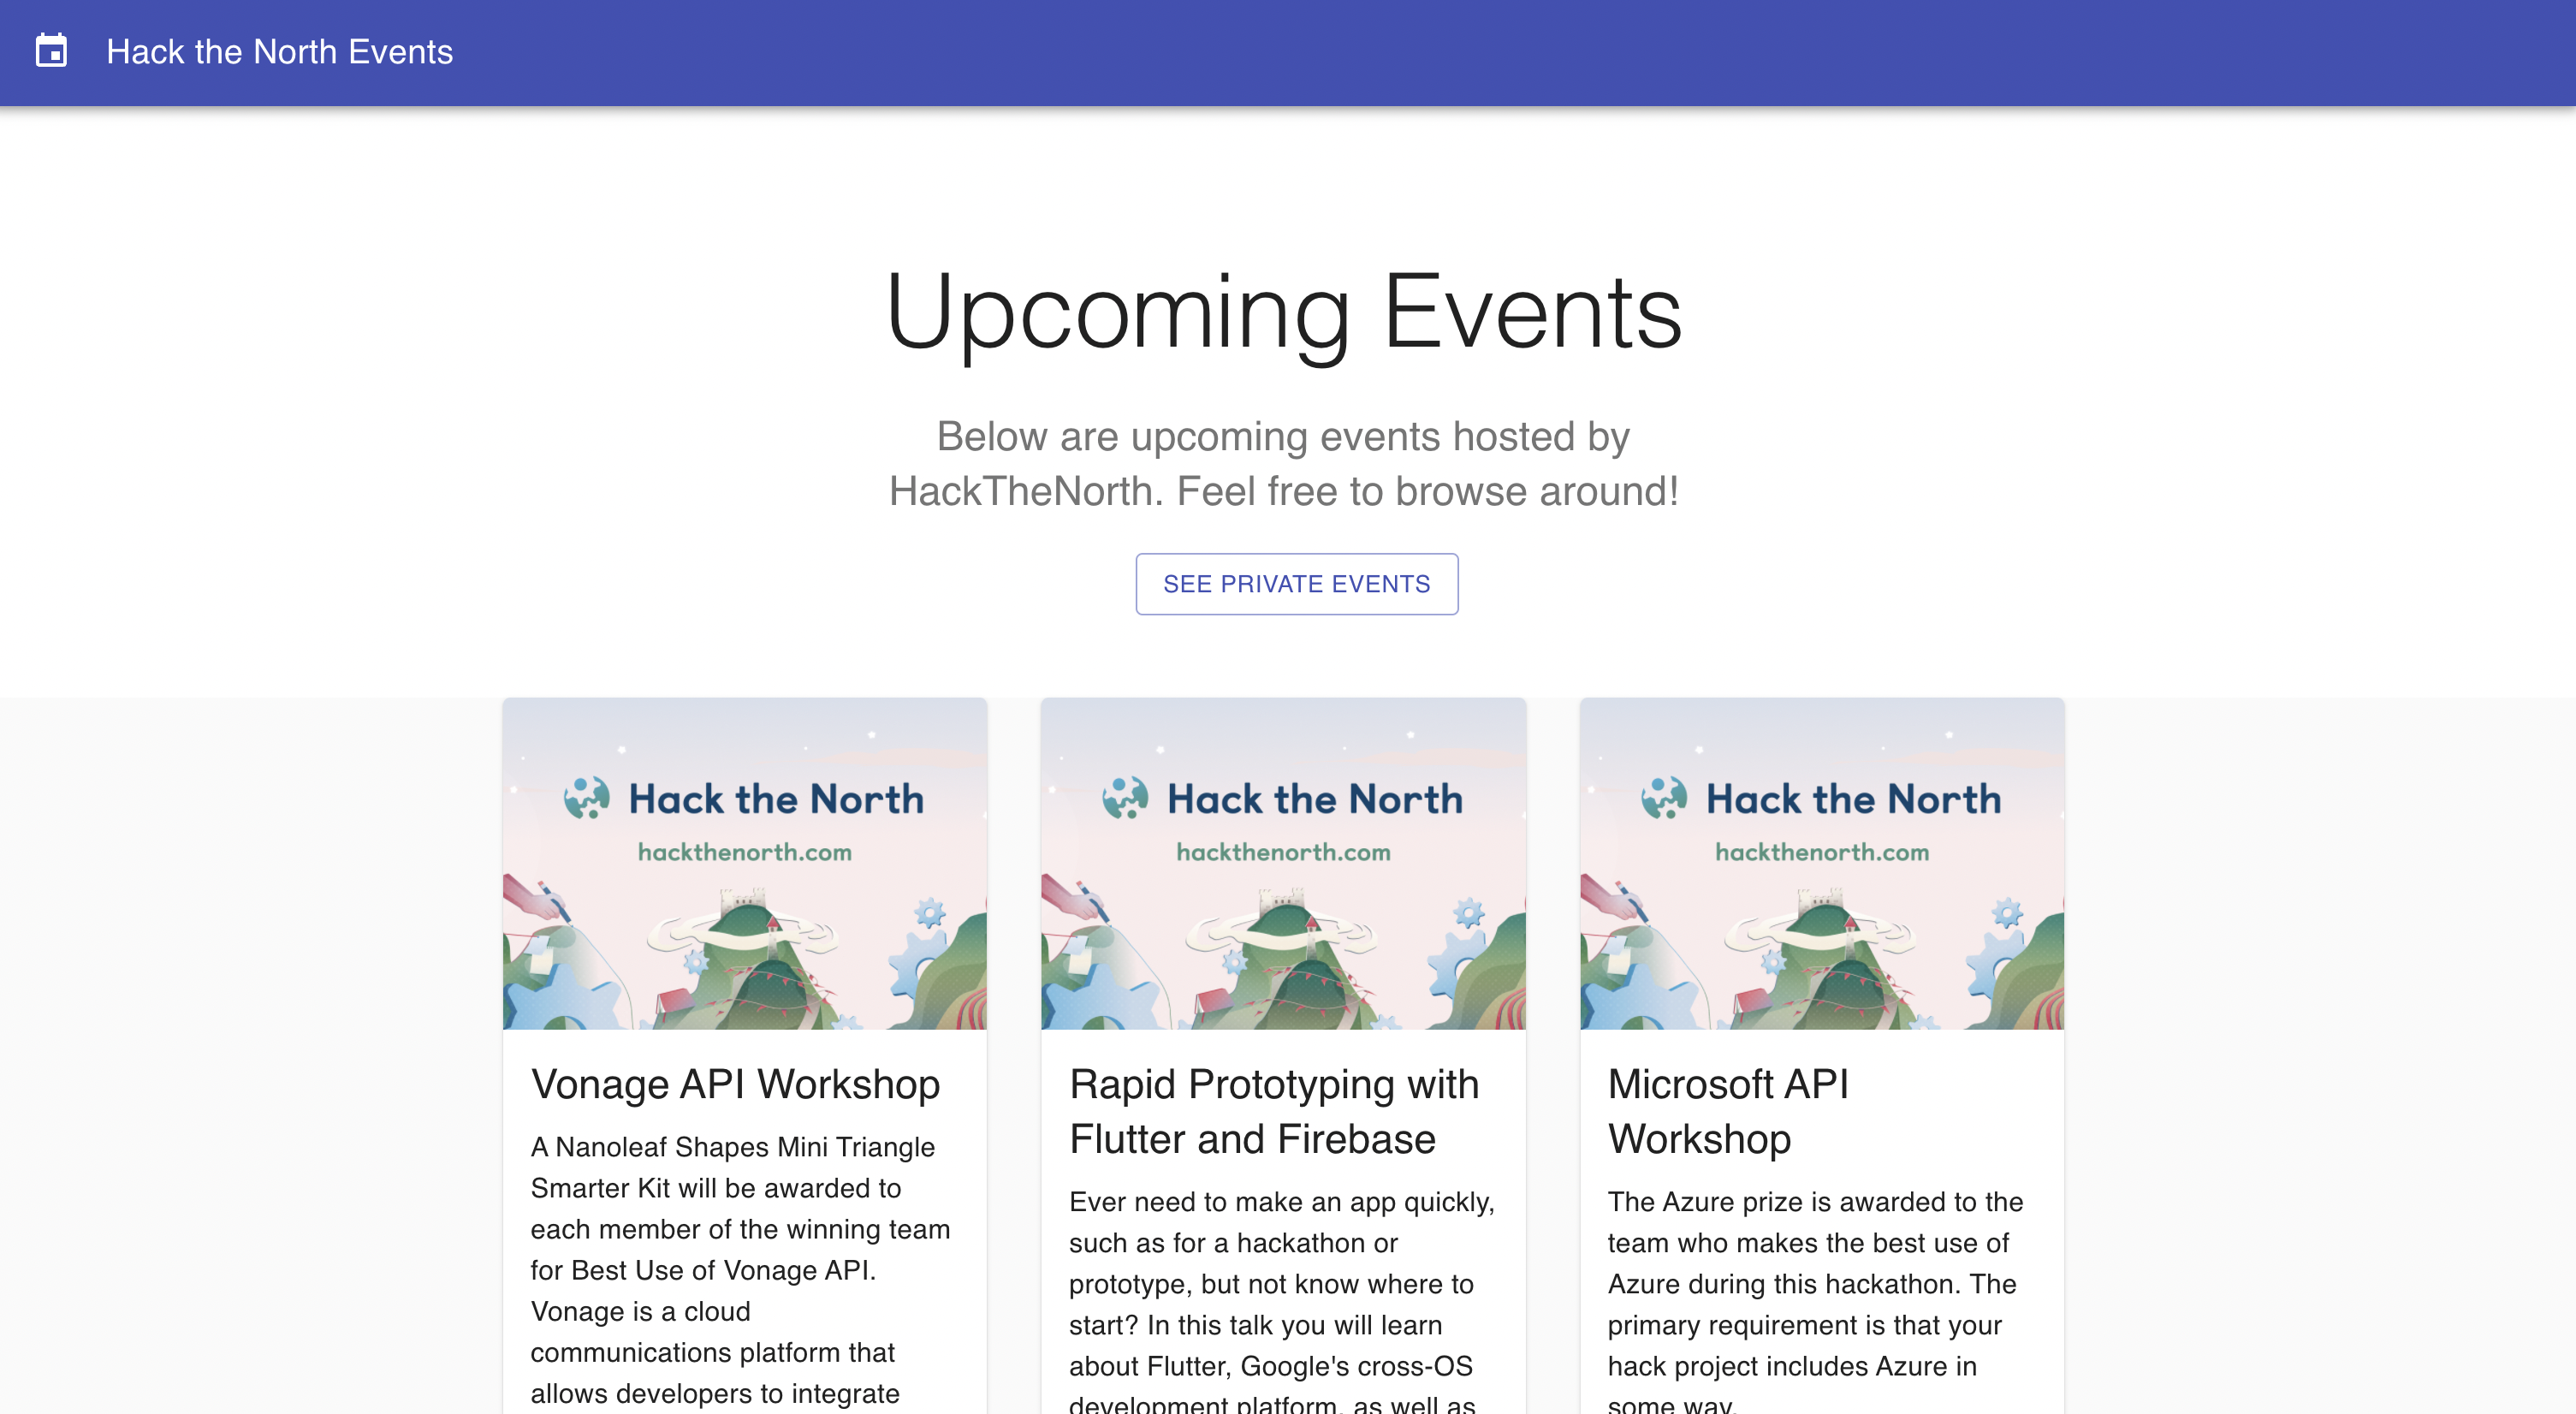 Hack the North Events
Upcoming Events
Below are upcoming events hosted by
HackTheNorth. Feel free to browse around!
SEE PRIVATE EVENTS
Hack the North
hackthenorth.com
Vonage API Workshop
A Nanoleaf Shapes Mini Triangle
Smarter Kit will be awarded to
each member of the winning team
for Best Use of Vonage API.
Vonage is a cloud
communications platform that
allows developers to integrate
Hack the North
hackthenorth.com
Rapid Prototyping with
Flutter and Firebase
Ever need to make an app quickly,
such as for a hackathon or
prototype, but not know where to
start? In this talk you will learn
about Flutter, Google's cross-OS
development platform, as well as
Hack the North
hackthenorth.com
Microsoft API
Workshop
The Azure prize is awarded to the
team who makes the best use of
Azure during this hackathon. The
primary requirement is that your
hack project includes Azure in
some way.